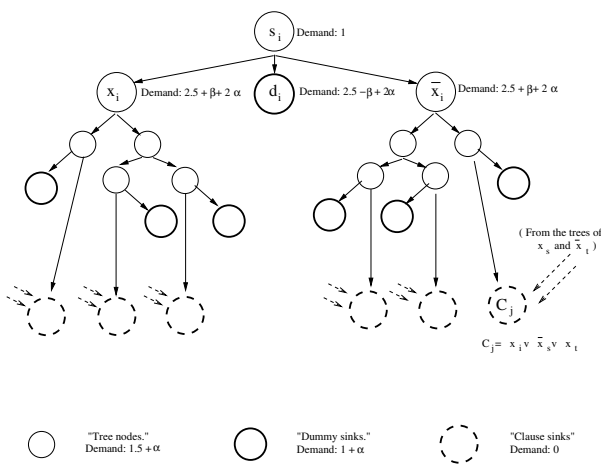 s i Demand: 1
x i Demand: 2.5 + β+ 2 α
d i Demand: 2.5 −β+ 2α
x̅ i Demand: 2.5 + β+ 2 α
( From the trees of
x s and x̅ t )
C j
C j = x i v x̅ s v x t
"Tree nodes."
Demand: 1.5 + α
"Dummy sinks."
Demand: 1 + α
"Clause sinks"
Demand: 0